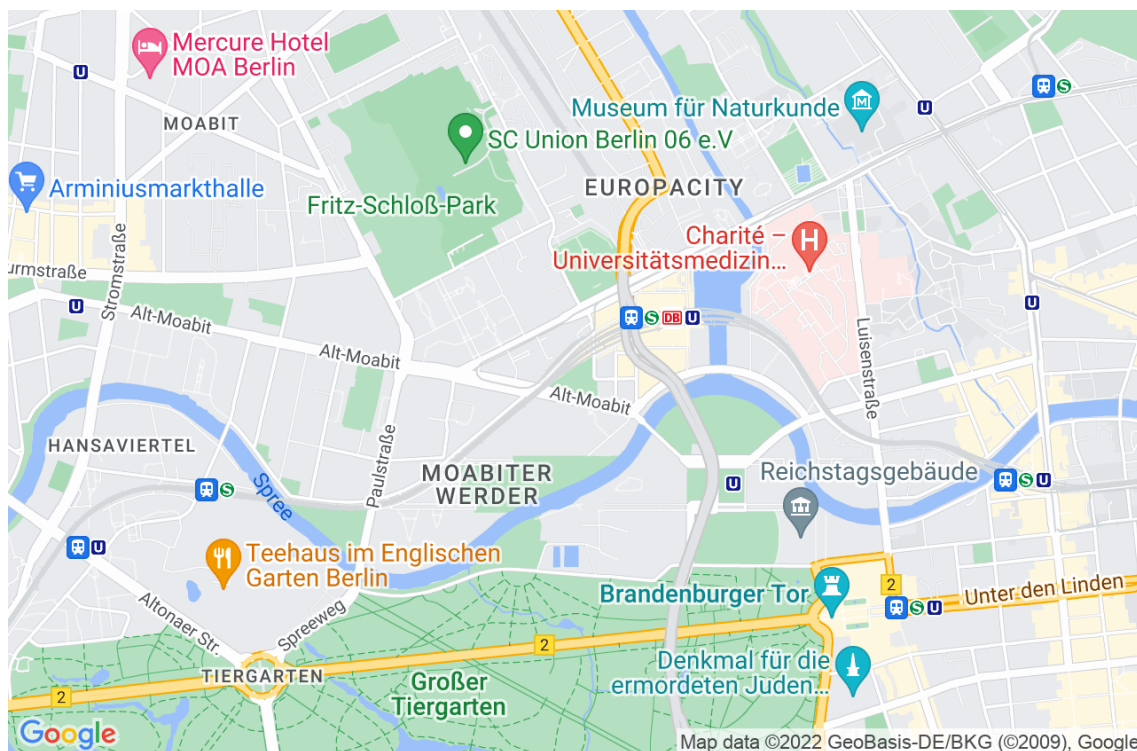 Mercure Hotel
MOA Berlin
U
S
Museum für Naturkunde
M
U
MOABIT
SC Union Berlin 06 e.V
Arminiusmarkthalle
Fritz-Schloß-Park
EUROPACITY
Charité –
Universitätsmedizin...
H
urmstraße
Stromstraße
U
Alt-Moabit
S DB U
U
Luisenstraße
Alt-Moabit
Alt-Moabit
HANSAVIERTEL
Paulstraße
MOABITER
WERDER
Reichstagsgebäude
S
Spree
U
S U
U
Teehaus im Englischen
Garten Berlin
Brandenburger Tor
2
Unter den Linden
S U
Altonaer Str.
Spreeweg
2
TIERGARTEN
Großer
Tiergarten
Denkmal für die
ermordeten Juden...
2
Google
Map data ©2022 GeoBasis-DE/BKG (©2009), Google